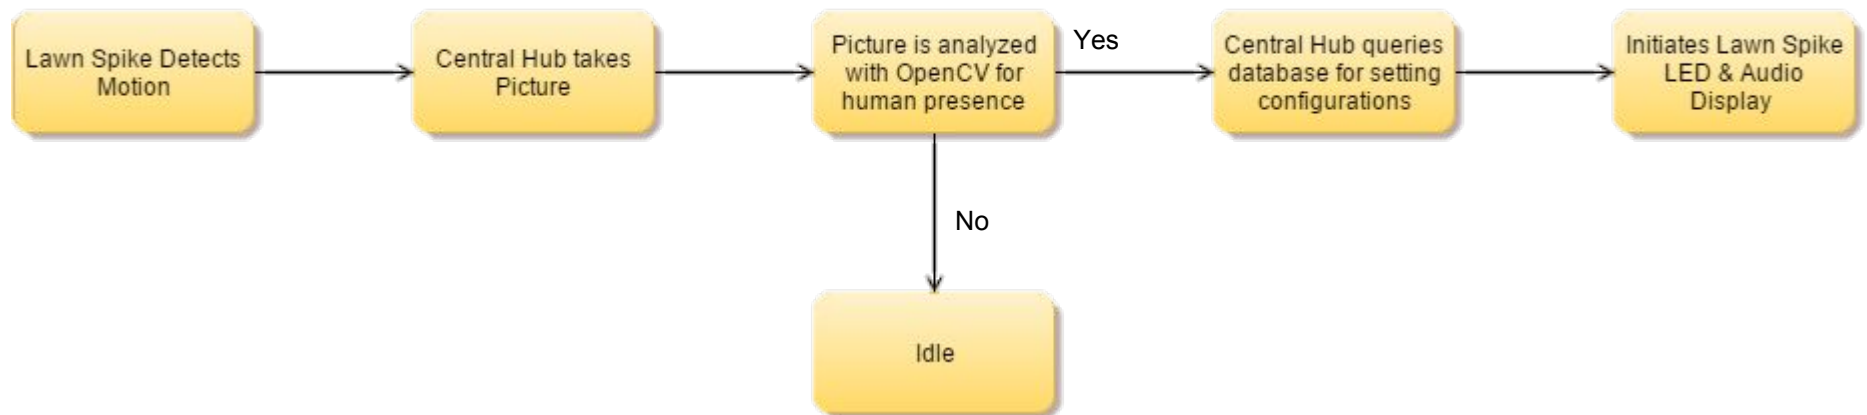 Lawn Spike Detects
Motion
Central Hub takes
Picture
Picture is analyzed
with OpenCV for
human presence
Yes
Central Hub queries
database for setting
configurations
Initiates Lawn Spike
LED & Audio
Display
No
Idle